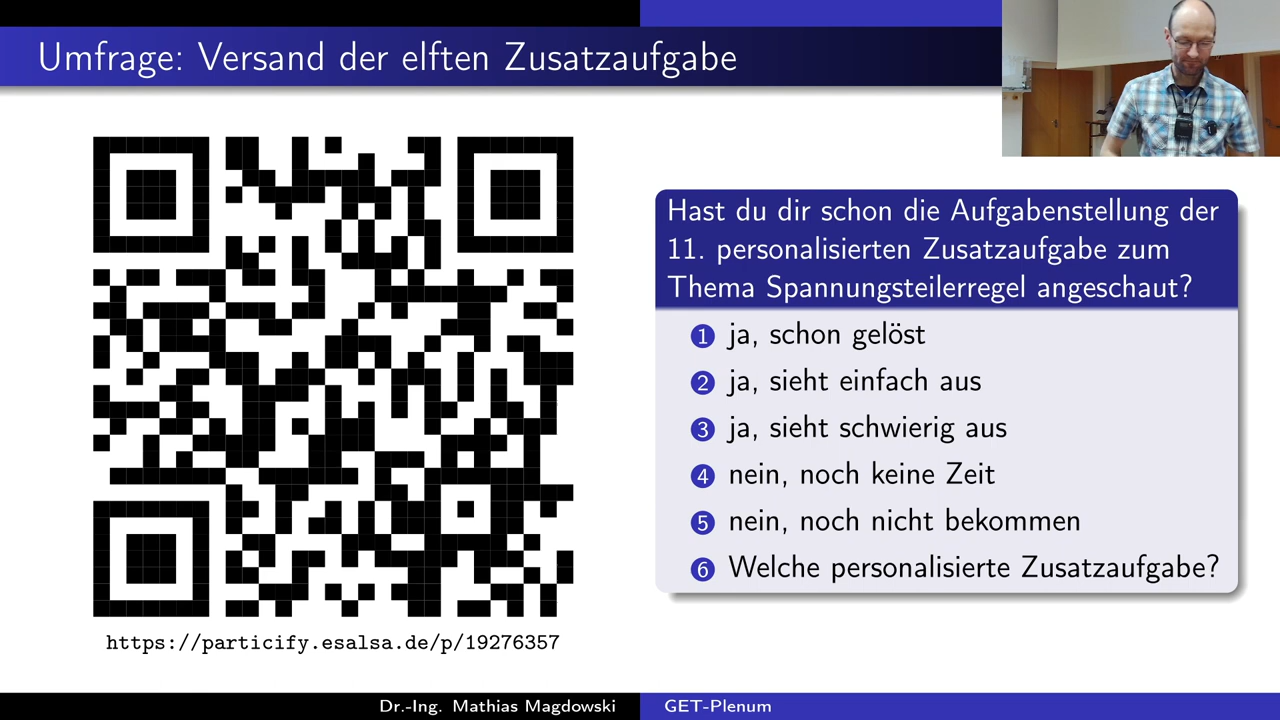 Umfrage: Versand der elften Zusatzaufgabe
Hast du dir schon die Aufgabenstellung der
11. personalisierten Zusatzaufgabe zum
Thema Spannungsteilerregel angeschaut?
1 ja, schon gelöst
2 ja, sieht einfach aus
3 ja, sieht schwierig aus
4 nein, noch keine Zeit
5 nein, noch nicht bekommen
6 Welche personalisierte Zusatzaufgabe?
https://particify.esalsa.de/p/19276357
Dr.-Ing. Mathias Magdowski
GET-Plenum